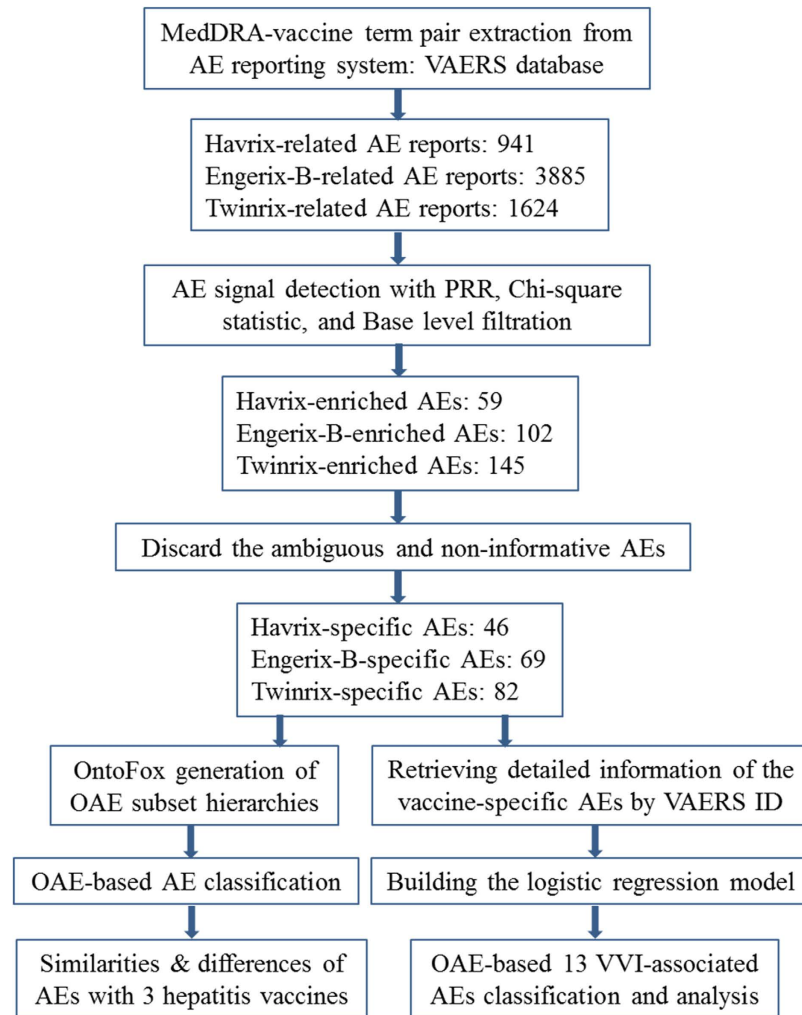 MedDRA-vaccine term pair extraction from
AE reporting system: VAERS database
Havrix-related AE reports: 941
Engerix-B-related AE reports: 3885
Twinrix-related AE reports: 1624
AE signal detection with PRR, Chi-square
statistic, and Base level filtration
Havrix-enriched AEs: 59
Engerix-B-enriched AEs: 102
Twinrix-enriched AEs: 145
Discard the ambiguous and non-informative AEs
Havrix-specific AEs: 46
Engerix-B-specific AEs: 69
Twinrix-specific AEs: 82
OntoFox generation of
OAE subset hierarchies
Retrieving detailed information of the
vaccine-specific AEs by VAERS ID
OAE-based AE classification
Building the logistic regression model
Similarities & differences of
AEs with 3 hepatitis vaccines
OAE-based 13 VVI-associated
AEs classification and analysis